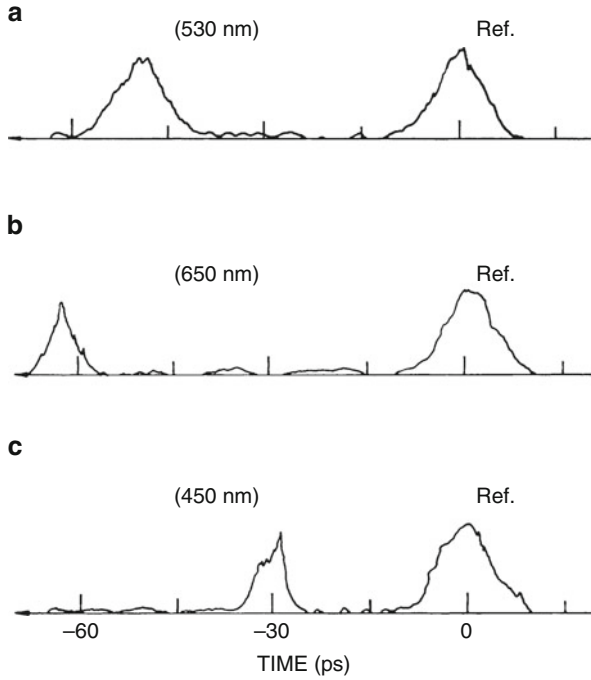 a
(530 nm) Ref.
b
(650 nm) Ref.
c
(450 nm) Ref.
–60 –30 0
TIME (ps)